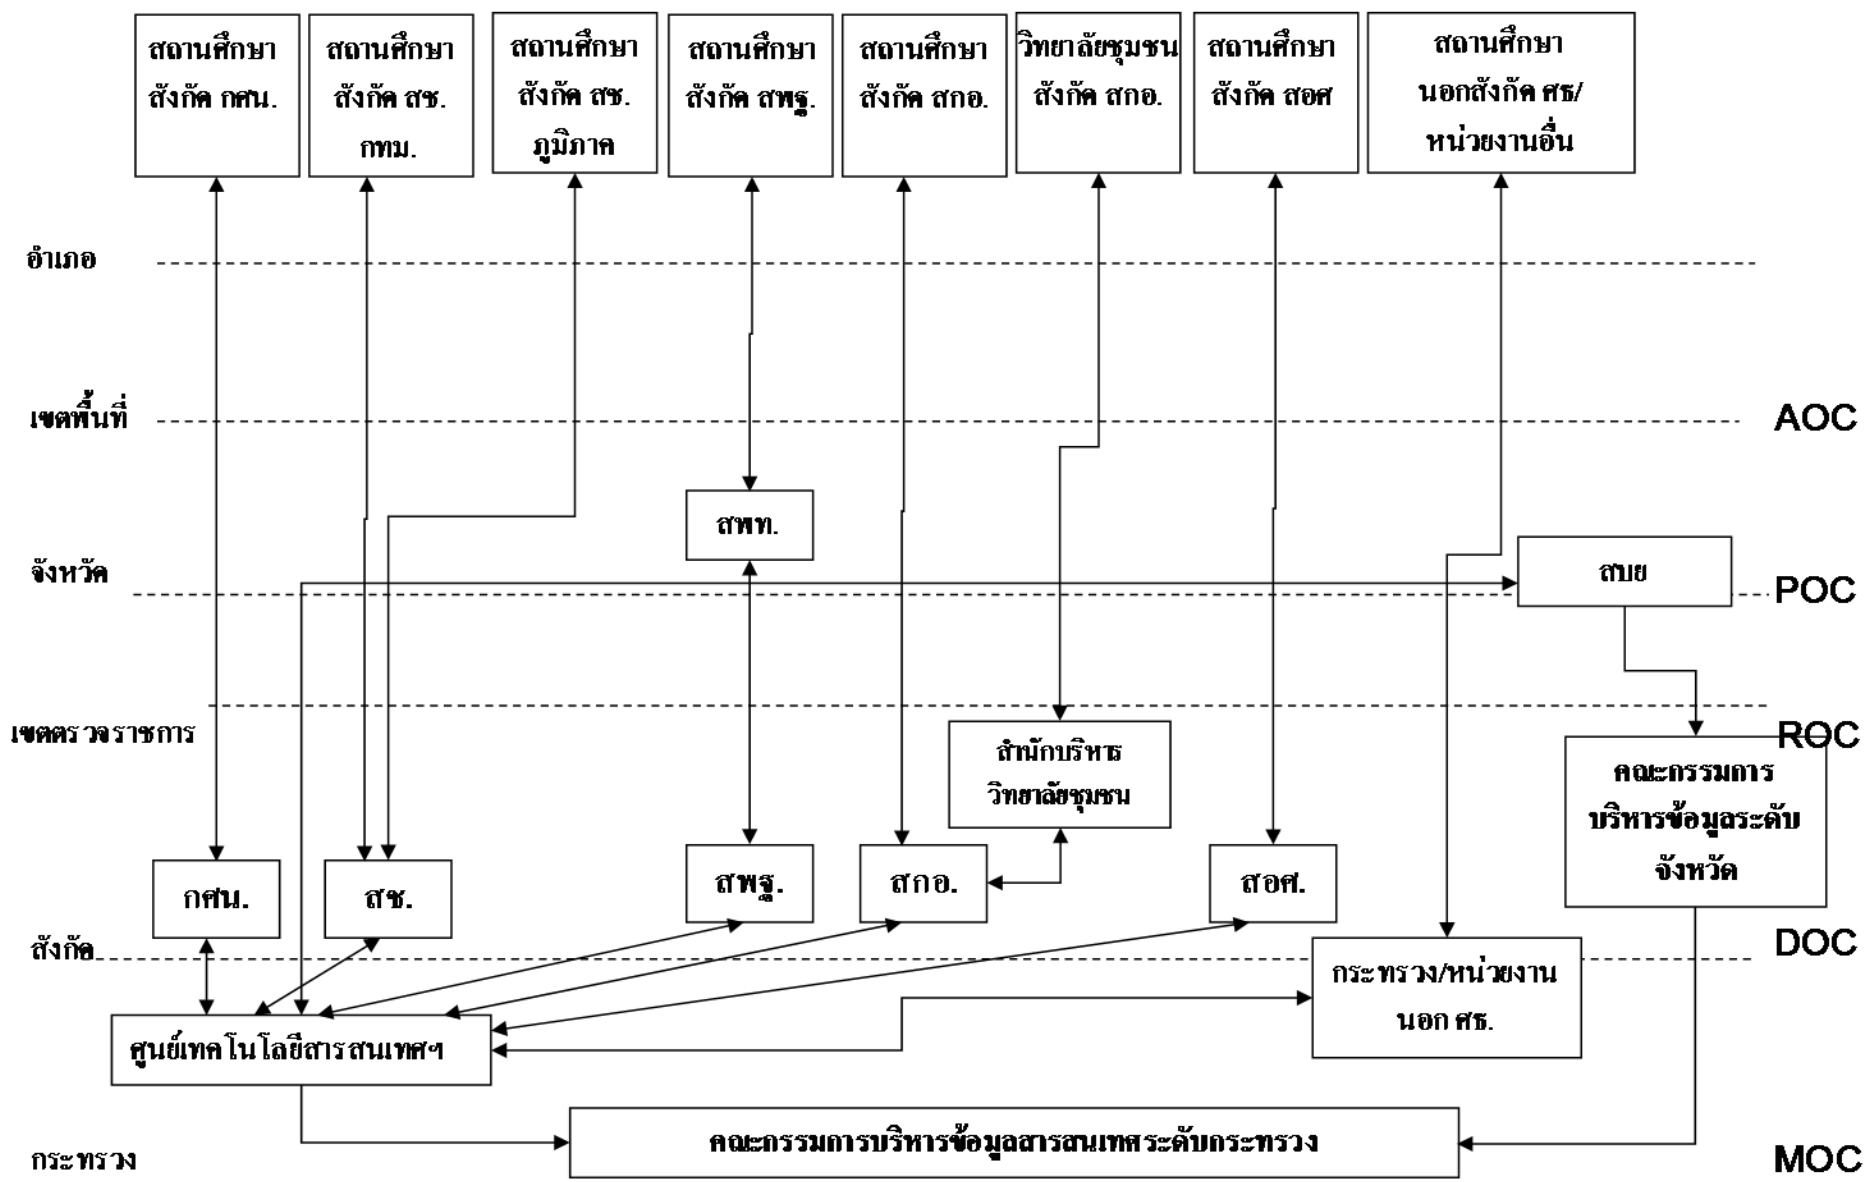 สถานศึกษา
สังกัด กศน.
สถานศึกษา
สังกัด สช.
กทม.
สถานศึกษา
สังกัด สช.
ภูมิภาค
สถานศึกษา
สังกัด สพฐ.
สถานศึกษา
สังกัด สกอ.
วิทยาลัยชุมชน
สังกัด สกอ.
สถานศึกษา
สังกัด สอศ
สถานศึกษา
นอกสังกัด ศธ/
หน่วยงานอื่น
อำเภอ
เขตพื้นที่
AOC
สพท.
จังหวัด
สบย
POC
เขตตรวจราชการ
ROC
สำนักบริหาร
วิทยาลัยชุมชน
คณะกรรมการ
บริหารข้อมูลระดับ
จังหวัด
กศน.
สช.
สพฐ.
สกอ.
สอศ.
สังกัด
DOC
กระทรวง/หน่วยงาน
นอก ศธ.
ศูนย์เทคโนโลยีสารสนเทศฯ
คณะกรรมการบริหารข้อมูลสารสนเทศระดับกระทรวง
กระทรวง
MOC